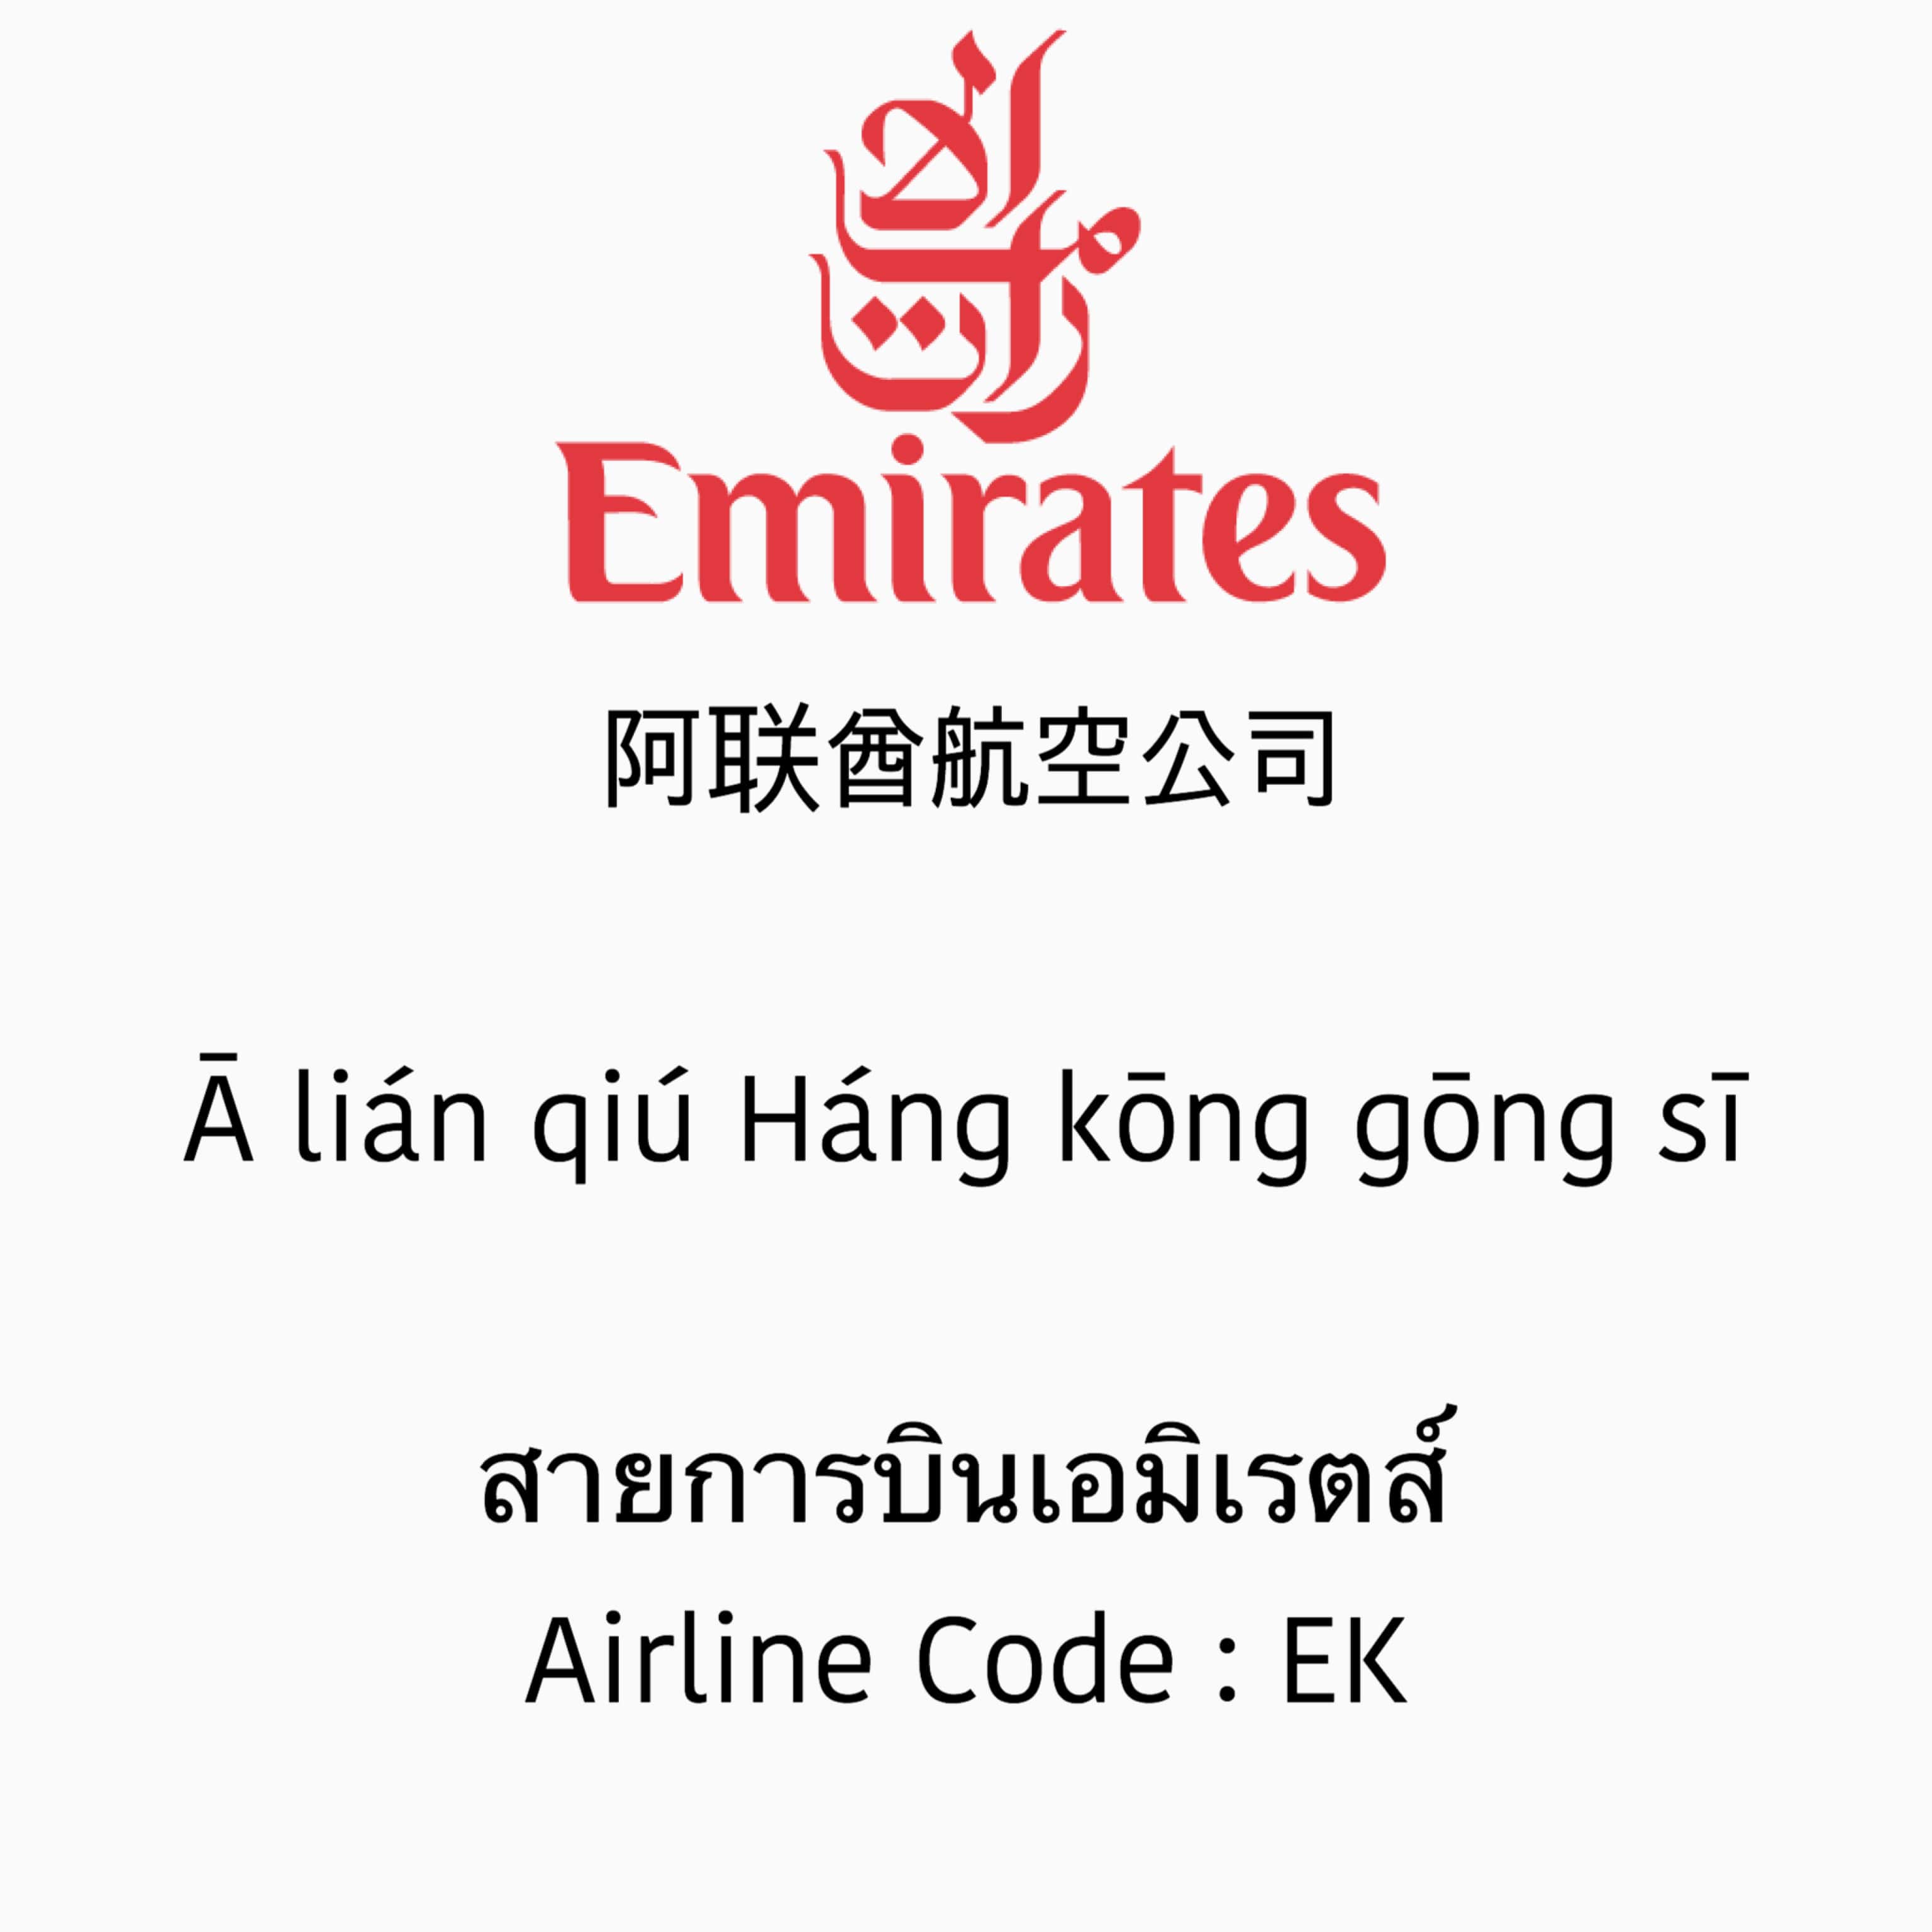 الإمارات
Emirates
阿联酋航空公司
Ā lián qiú Háng kōng gōng sī
สายการบินเอมิเรตส์
Airline Code : EK